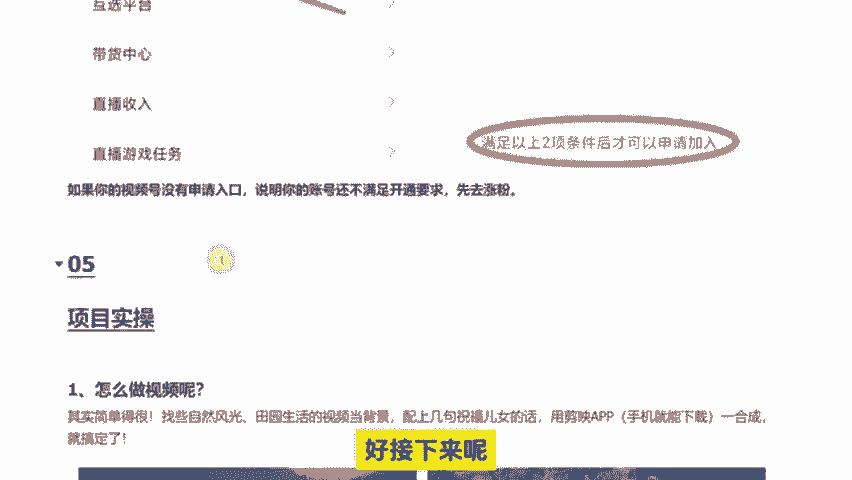 互选平台
带货中心
直播收入
满足以上2项条件后才可以申请加入
直播游戏任务
如果你的视频号没有申请入口，说明你的账号还不满足开通要求，先去涨粉。
05
项目实操
1、怎么做视频呢？
其实简单得很！找些自然风光、田园生活的视频当背景，配上几句祝福儿女的话，用剪映APP（手机就能下载）一合成，
就搞定了！
好接下来呢